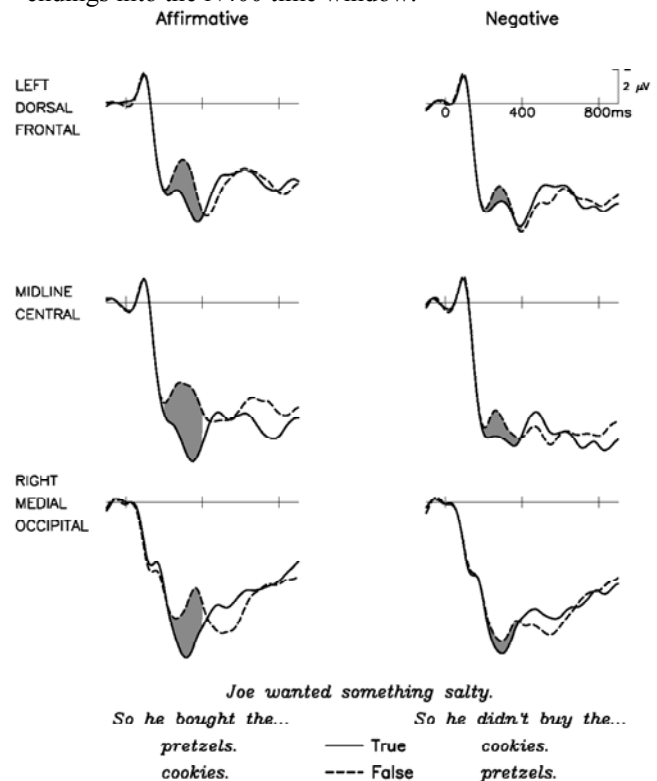 Affirmative
Negative
LEFT
DORSAL
FRONTAL
2 μV
0 400 800ms
MIDLINE
CENTRAL
RIGHT
MEDIAL
OCCIPITAL
Joe wanted something salty.
So he bought the... So he didn't buy the...
pretzels. True cookies.
cookies. False pretzels.